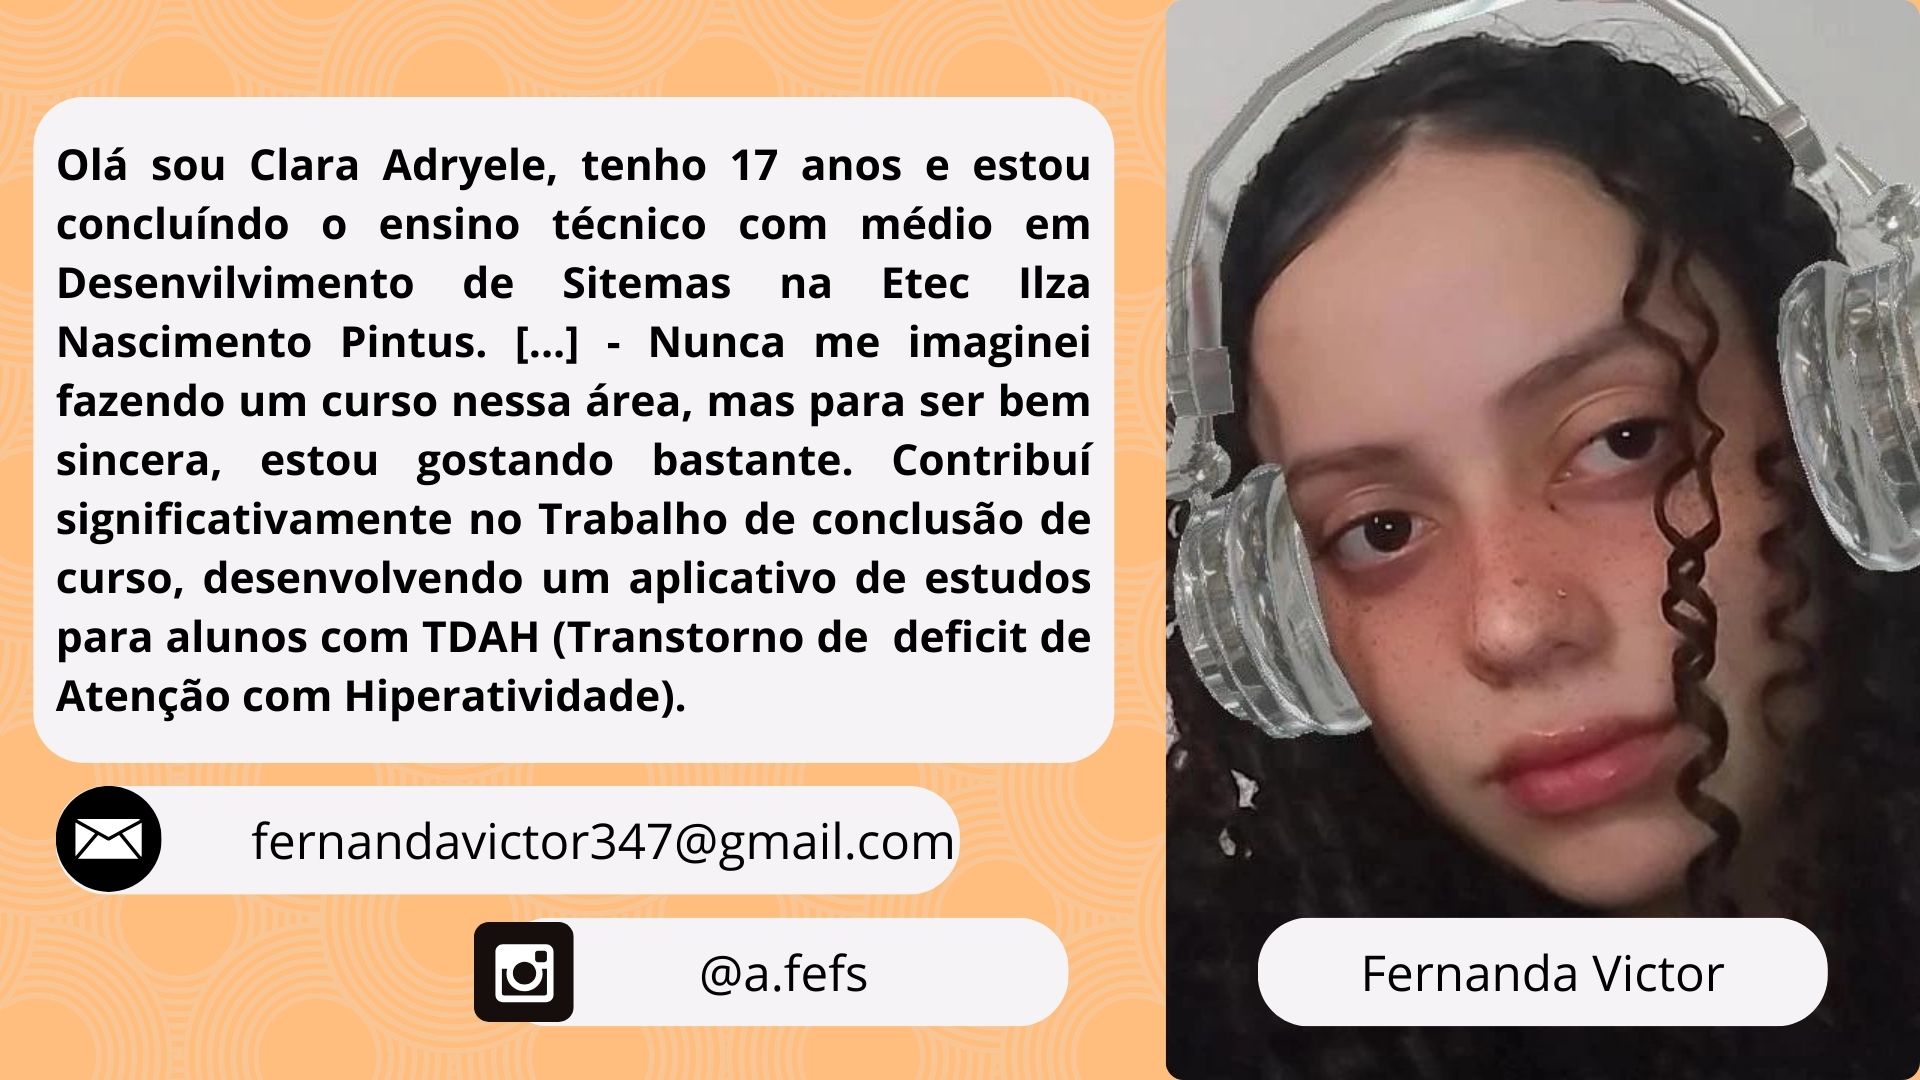 Olá sou Clara Adryele, tenho 17 anos e estou
concluíndo o ensino técnico com médio em
Desenvilvimento de Sitemas na Etec Ilza
Nascimento Pintus. [...] - Nunca me imaginei
fazendo um curso nessa área, mas para ser bem
sincera, estou gostando bastante. Contribuí
significativamente no Trabalho de conclusão de
curso, desenvolvendo um aplicativo de estudos
para alunos com TDAH (Transtorno de  deficit de
Atenção com Hiperatividade).
fernandavictor347@gmail.com
@a.fefs
Fernanda Victor